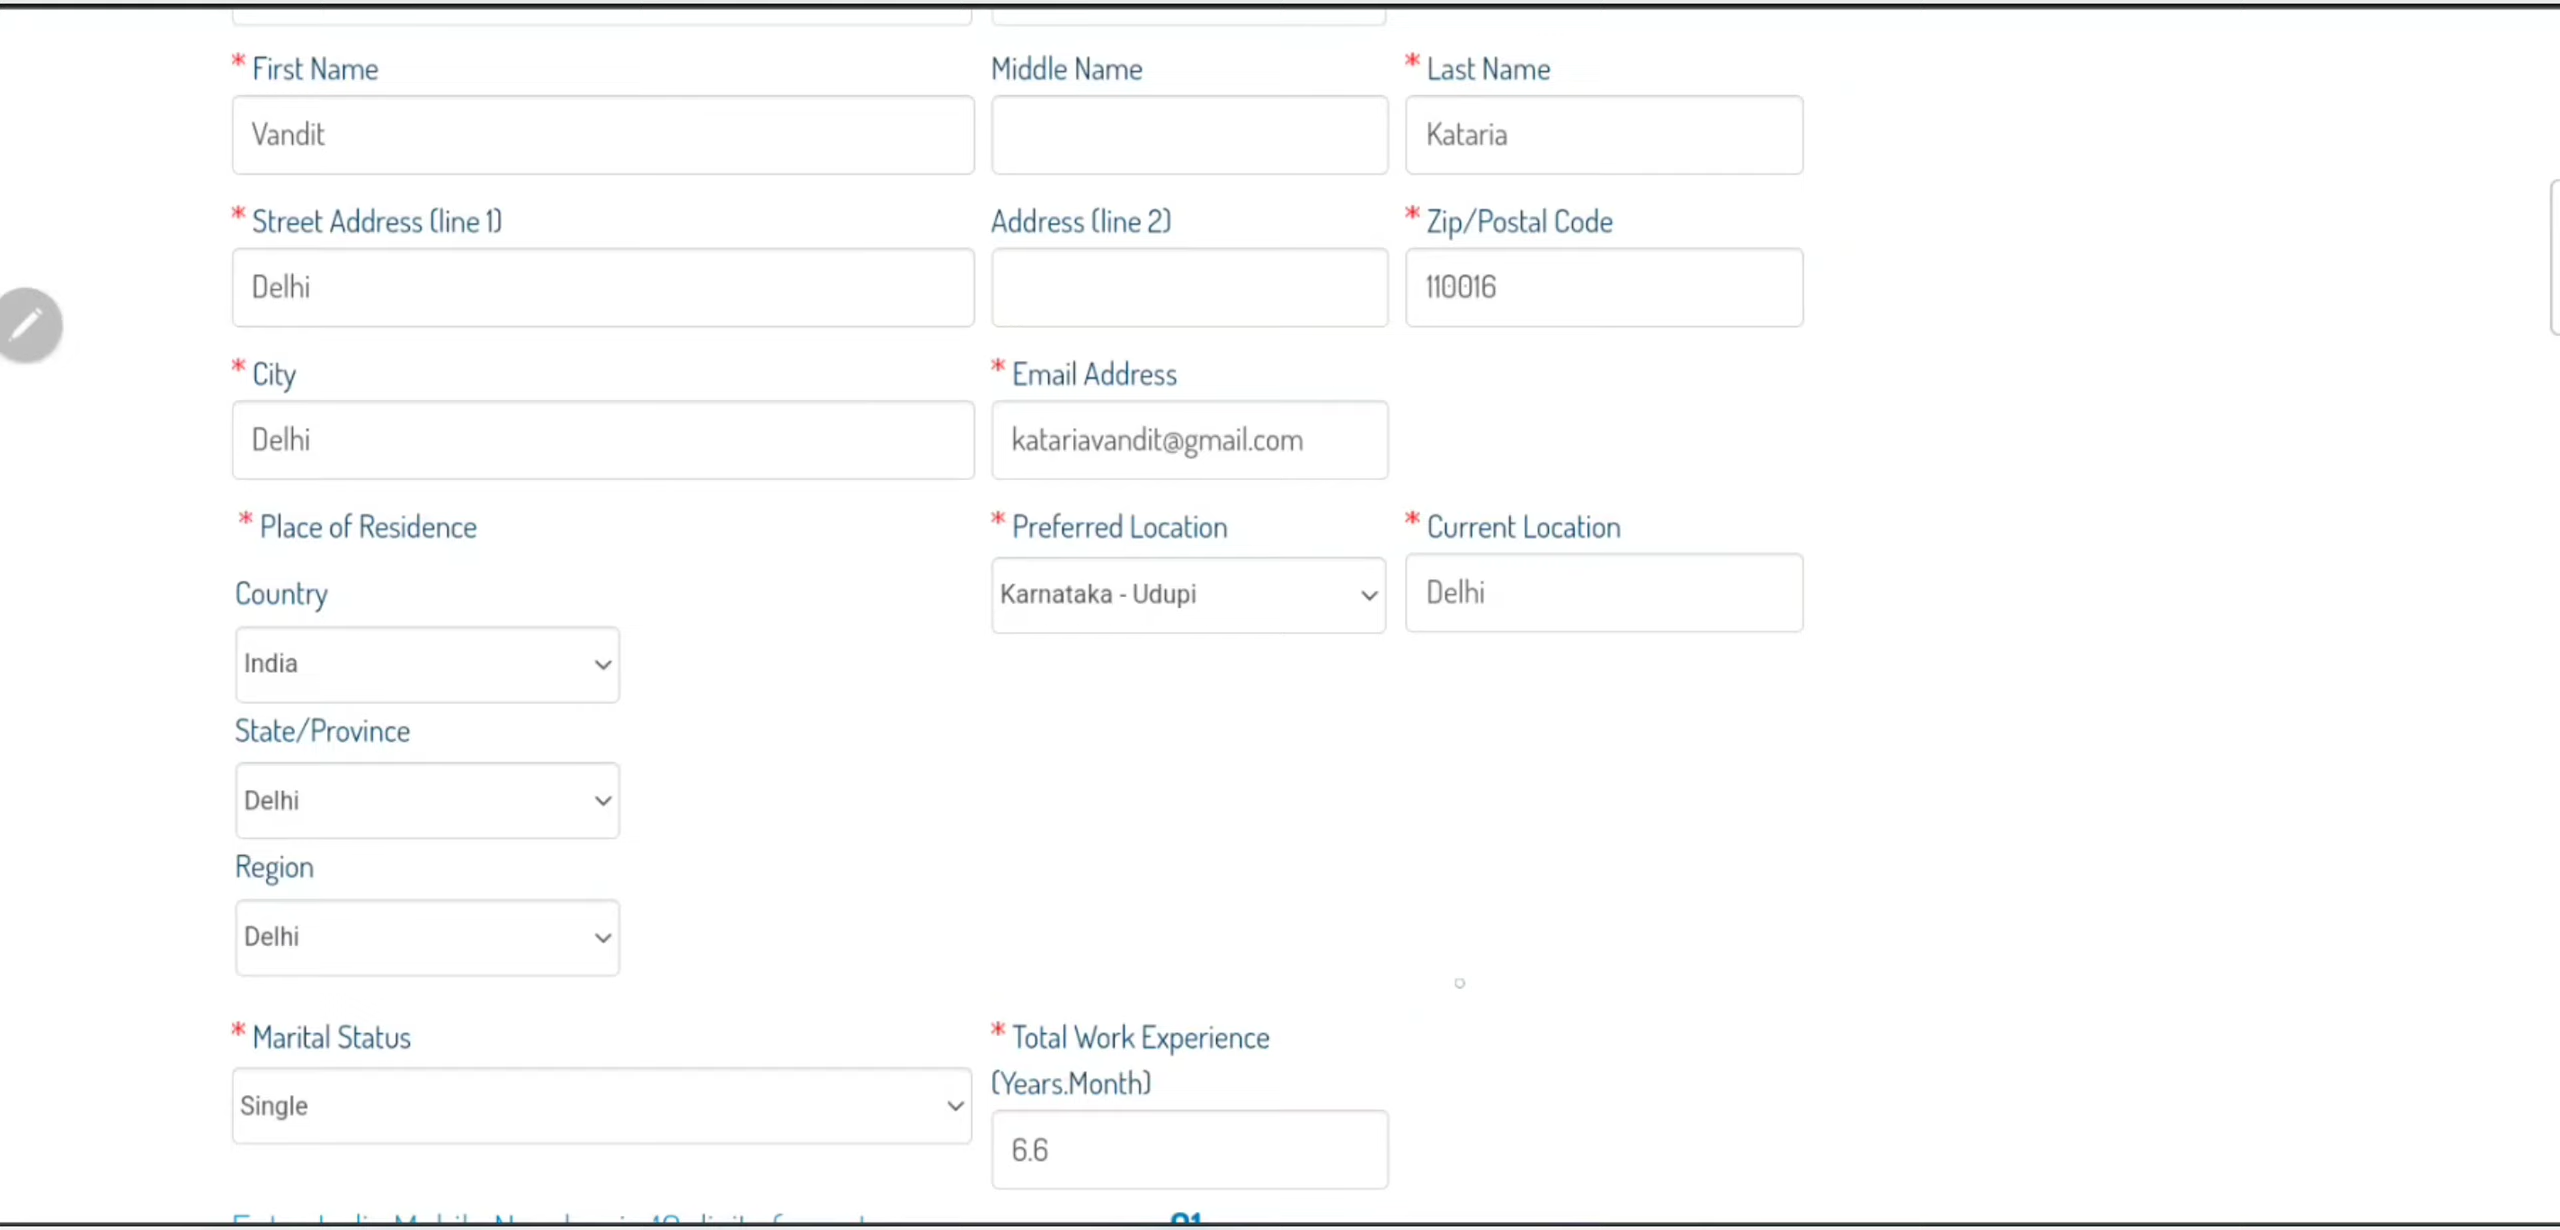 * First Name Middle Name * Last Name
Vandit Kataria
* Street Address (line 1) Address (line 2) * Zip/Postal Code
Delhi 110016
* City * Email Address
Delhi katariavandit@gmail.com
* Place of Residence * Preferred Location * Current Location
Karnataka - Udupi Delhi
Country
India
State/Province
Delhi
Region
Delhi
* Marital Status * Total Work Experience
(Years.Month)
Single
6.6